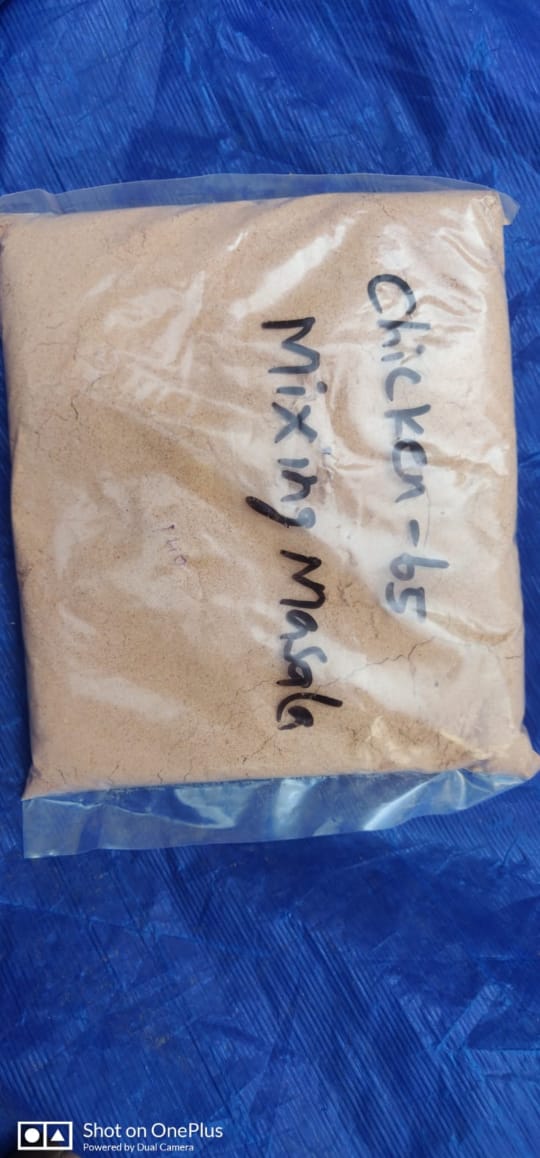 Chicken-65
Mixing Masala
Shot on OnePlus
Powered by Dual Camera